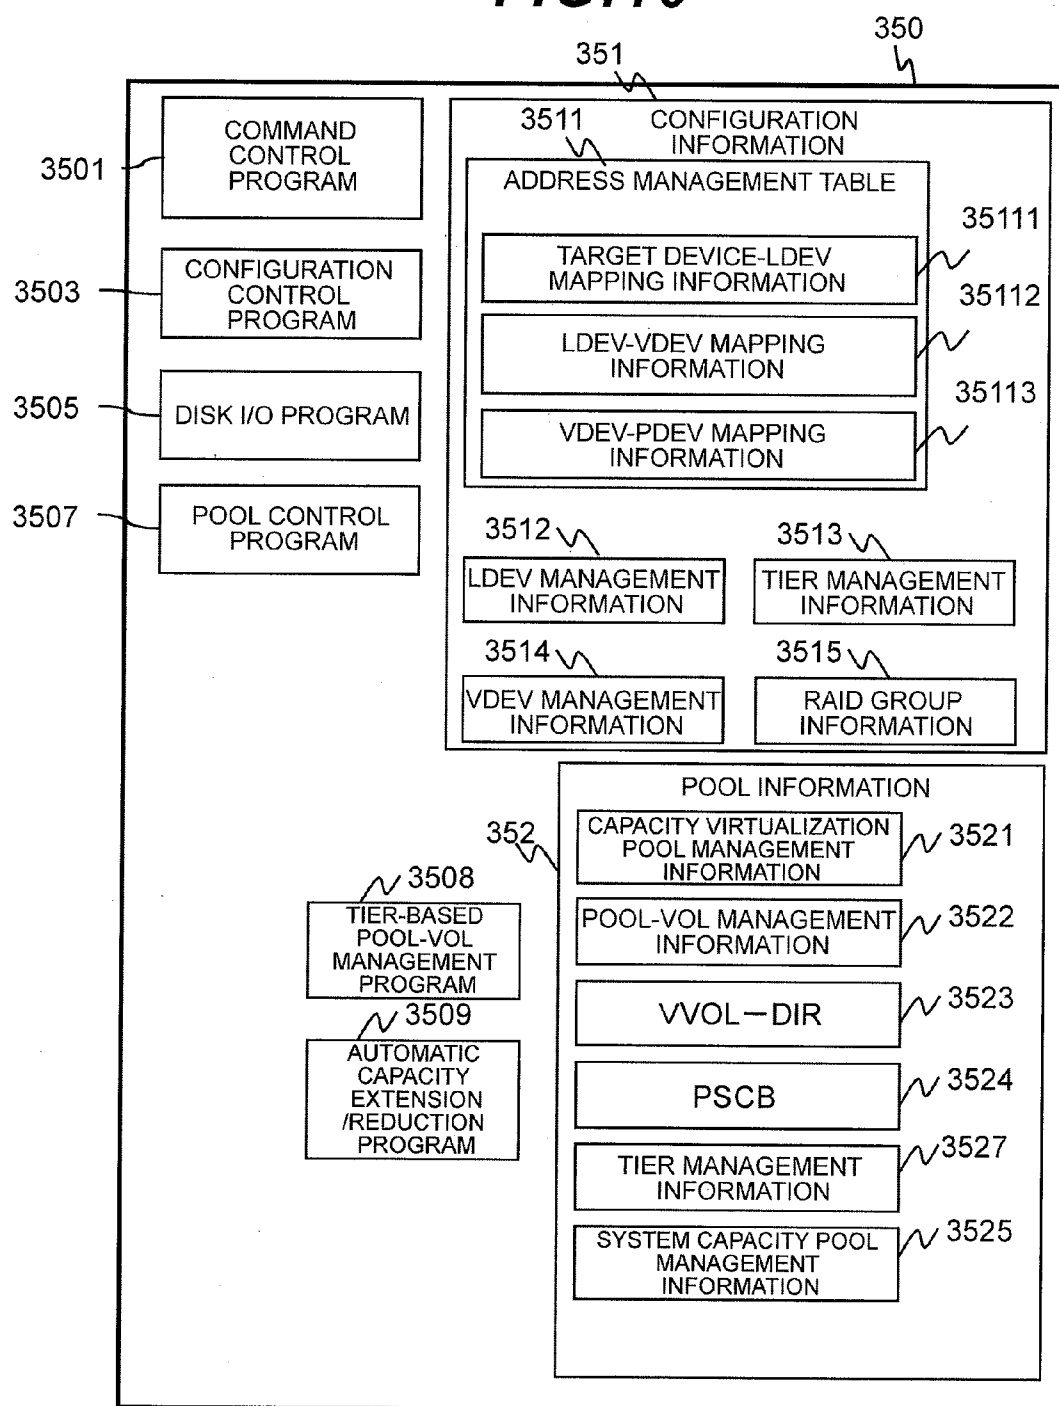 350
351
3501
COMMAND
CONTROL
PROGRAM
3503
CONFIGURATION
CONTROL
PROGRAM
3505
DISK I/O PROGRAM
3507
POOL CONTROL
PROGRAM
CONFIGURATION
INFORMATION
3511
ADDRESS MANAGEMENT TABLE
35111
TARGET DEVICE-LDEV
MAPPING INFORMATION
35112
LDEV-VDEV MAPPING
INFORMATION
35113
VDEV-PDEV MAPPING
INFORMATION
3512
LDEV MANAGEMENT
INFORMATION
3513
TIER MANAGEMENT
INFORMATION
3514
VDEV MANAGEMENT
INFORMATION
3515
RAID GROUP
INFORMATION
352
POOL INFORMATION
CAPACITY VIRTUALIZATION
POOL MANAGEMENT
INFORMATION
3521
POOL-VOL MANAGEMENT
INFORMATION
3522
VVOL—DIR
3523
PSCB
3524
TIER MANAGEMENT
INFORMATION
3527
SYSTEM CAPACITY POOL
MANAGEMENT
INFORMATION
3525
3508
TIER-BASED
POOL-VOL
MANAGEMENT
PROGRAM
3509
AUTOMATIC
CAPACITY
EXTENSION
/REDUCTION
PROGRAM